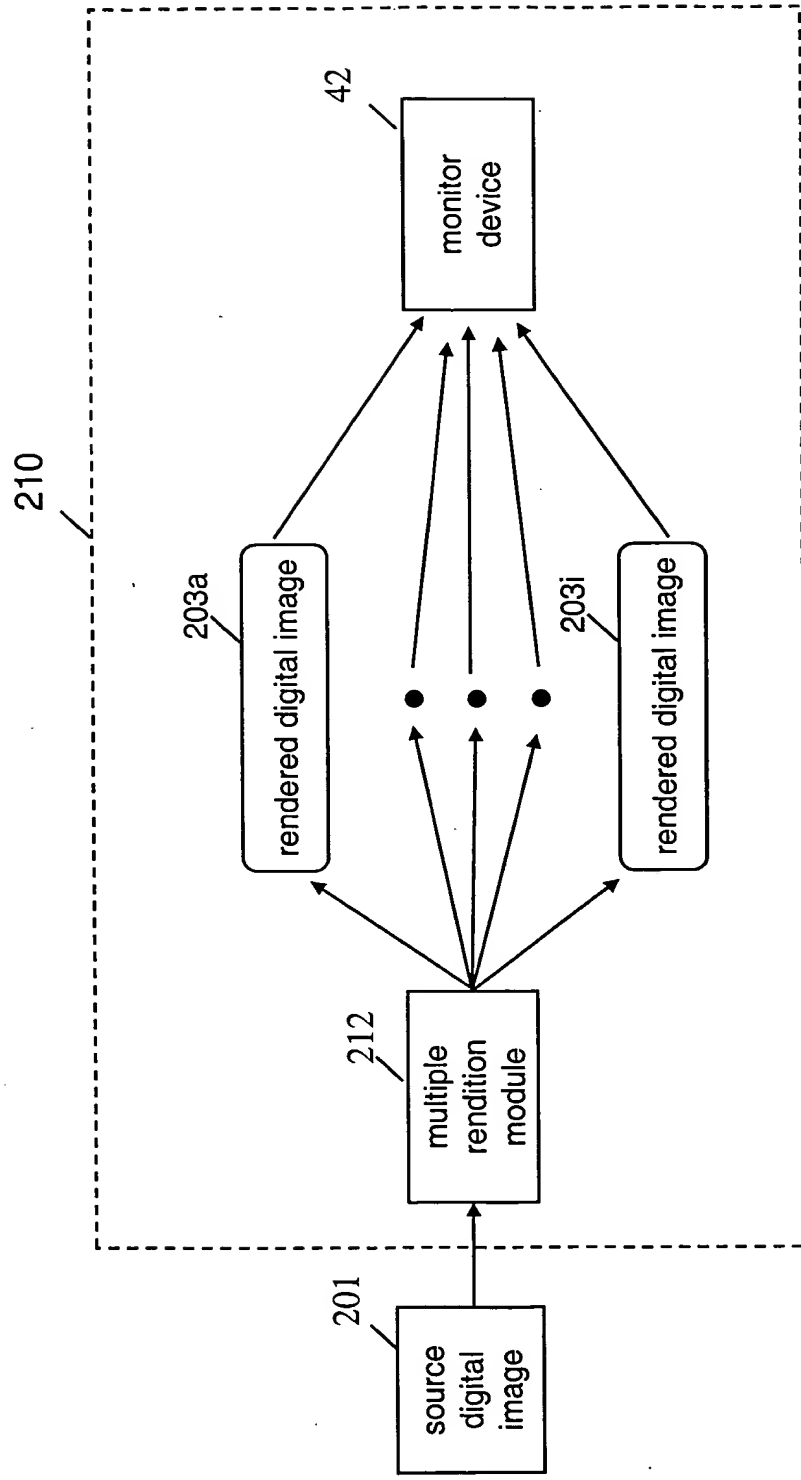 210
201
source
digital
image
212
multiple
rendition
module
203a
rendered digital image
203i
rendered digital image
42
monitor
device